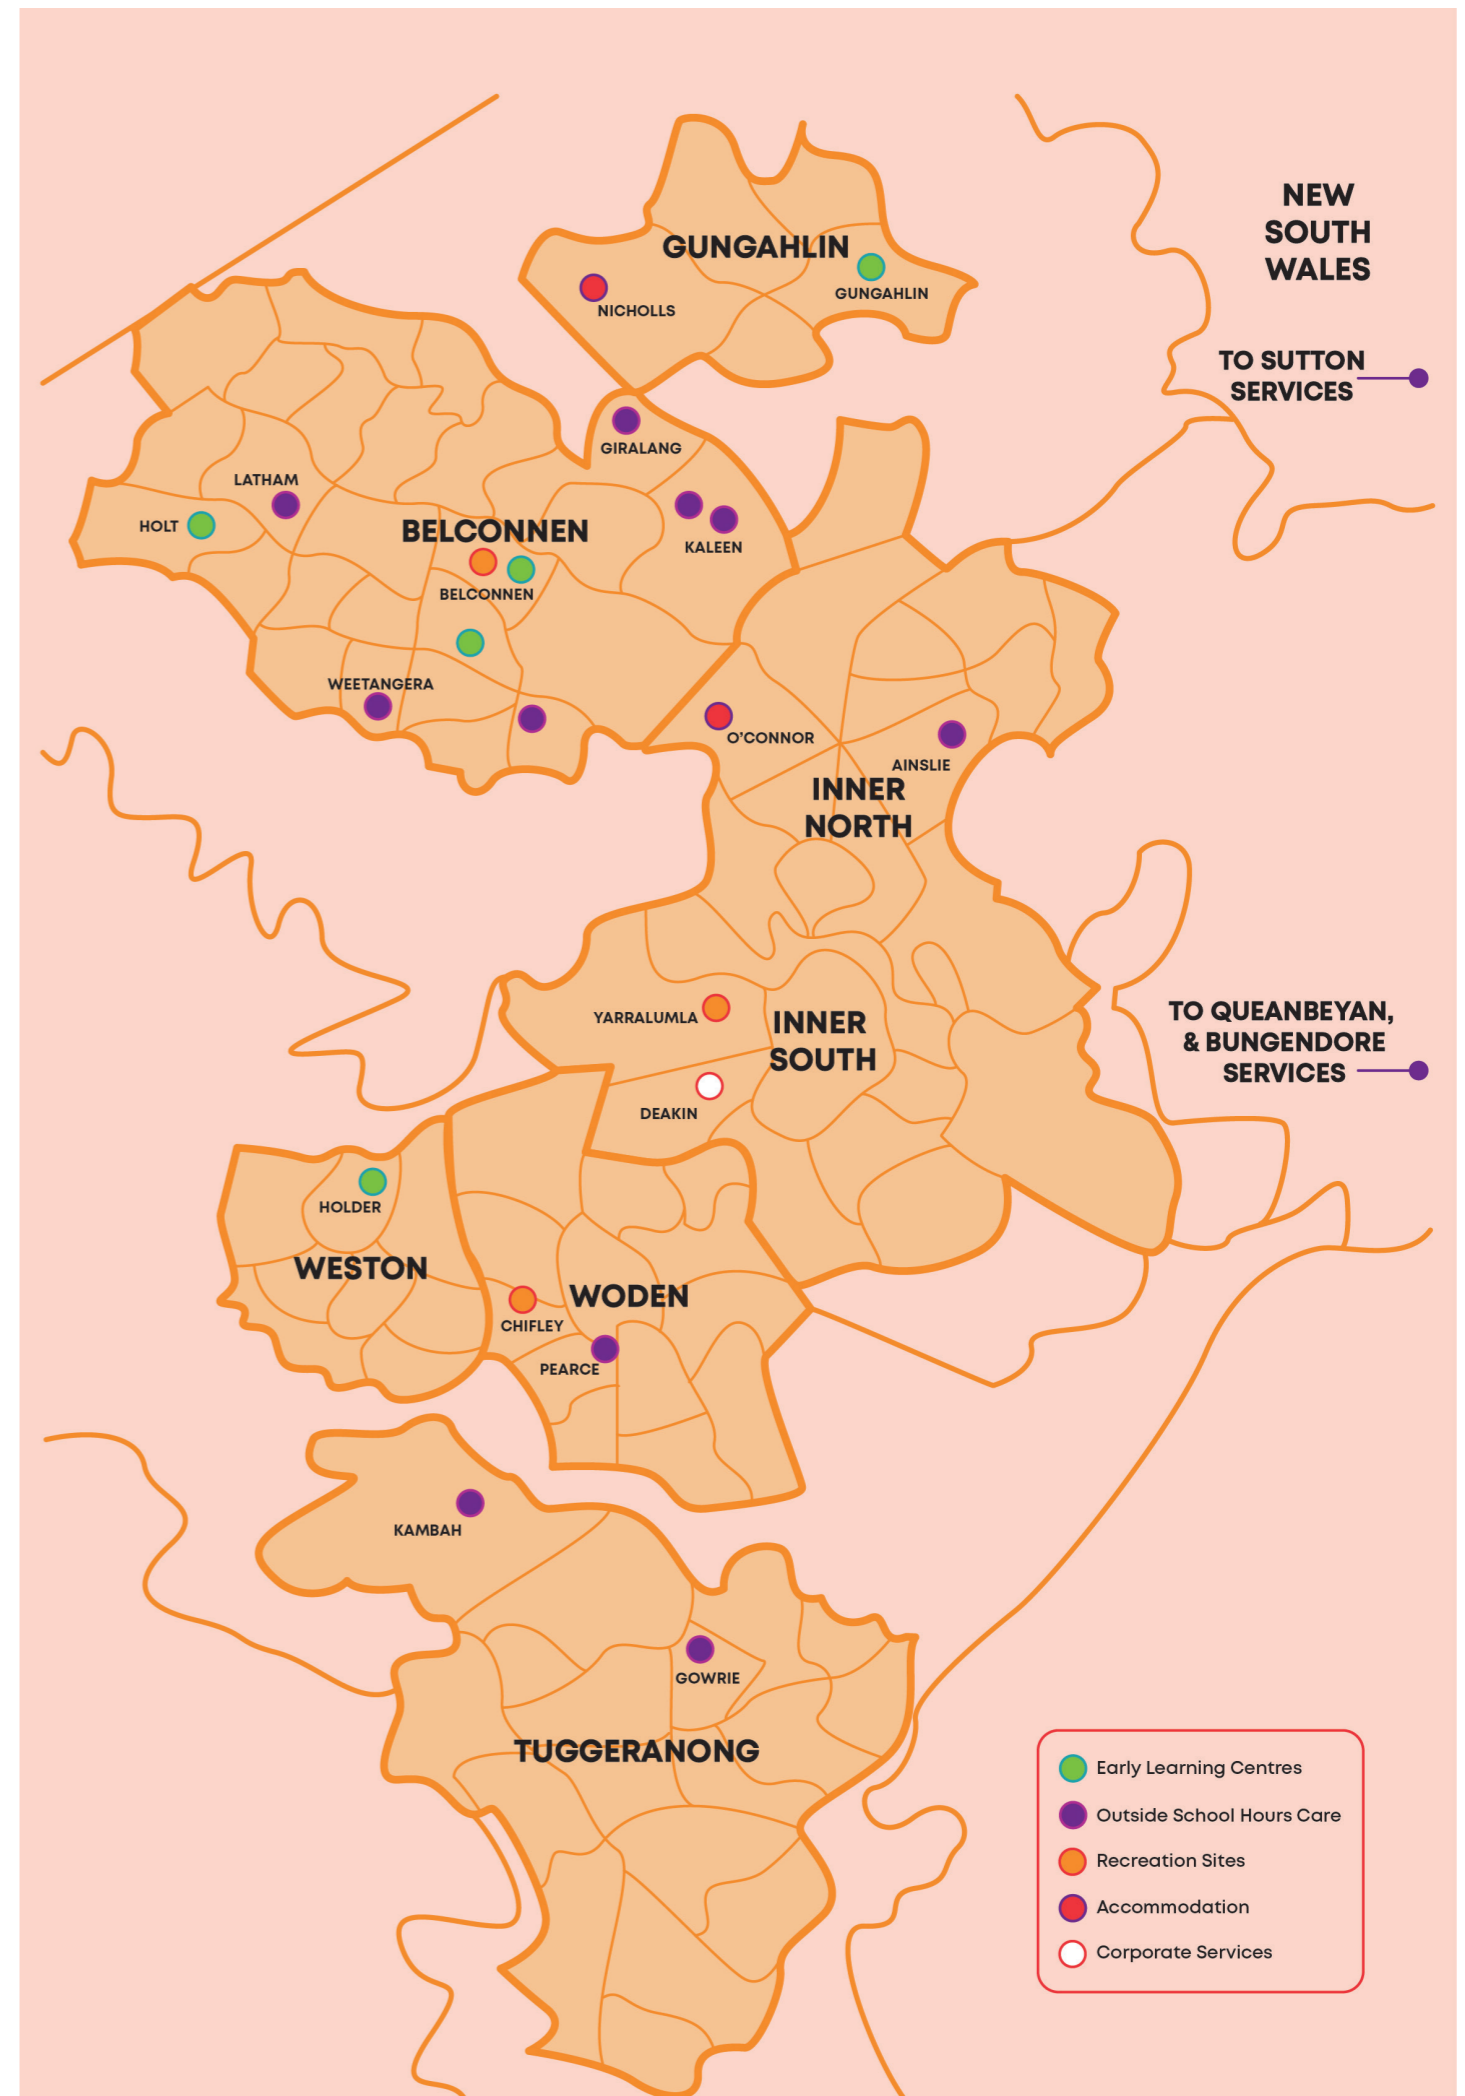 NEW
SOUTH
WALES
GUNGAHLIN
GUNGAHLIN
NICHOLLS
TO SUTTON
SERVICES
GIRALANG
LATHAM
HOLT
BELCONNEN
KALEEN
BELCONNEN
WEETANGERA
O'CONNOR
AINSLIE
INNER
NORTH
YARRALUMLA
INNER
SOUTH
TO QUEANBEYAN,
& BUNGENDORE
SERVICES
DEAKIN
HOLDER
WESTON
WODEN
CHIFLEY
PEARCE
KAMBAH
GOWRIE
TUGGERANONG
Early Learning Centres
Outside School Hours Care
Recreation Sites
Accommodation
Corporate Services